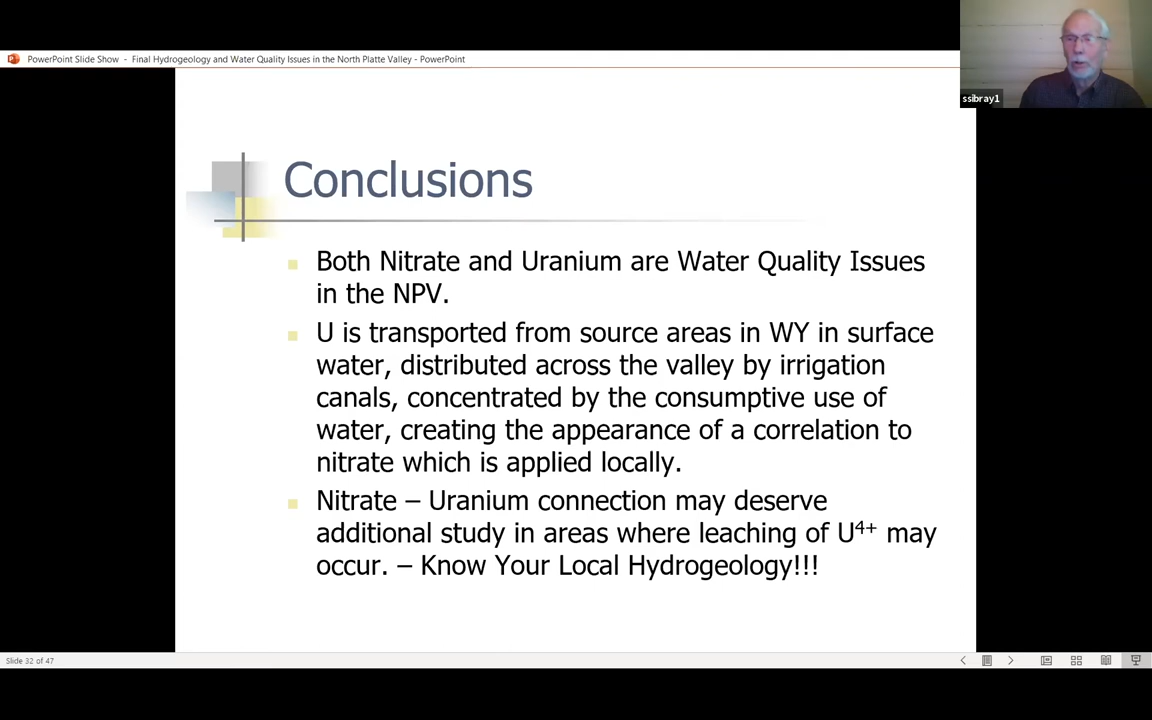 PowerPoint Slide Show - Final Hydrogeology and Water Quality Issues in the North Platte Valley - PowerPoint
ssibray1
Conclusions
Both Nitrate and Uranium are Water Quality Issues
in the NPV.
U is transported from source areas in WY in surface
water, distributed across the valley by irrigation
canals, concentrated by the consumptive use of
water, creating the appearance of a correlation to
nitrate which is applied locally.
Nitrate – Uranium connection may deserve
additional study in areas where leaching of U⁴⁺ may
occur. – Know Your Local Hydrogeology!!!
Slide 32 of 47